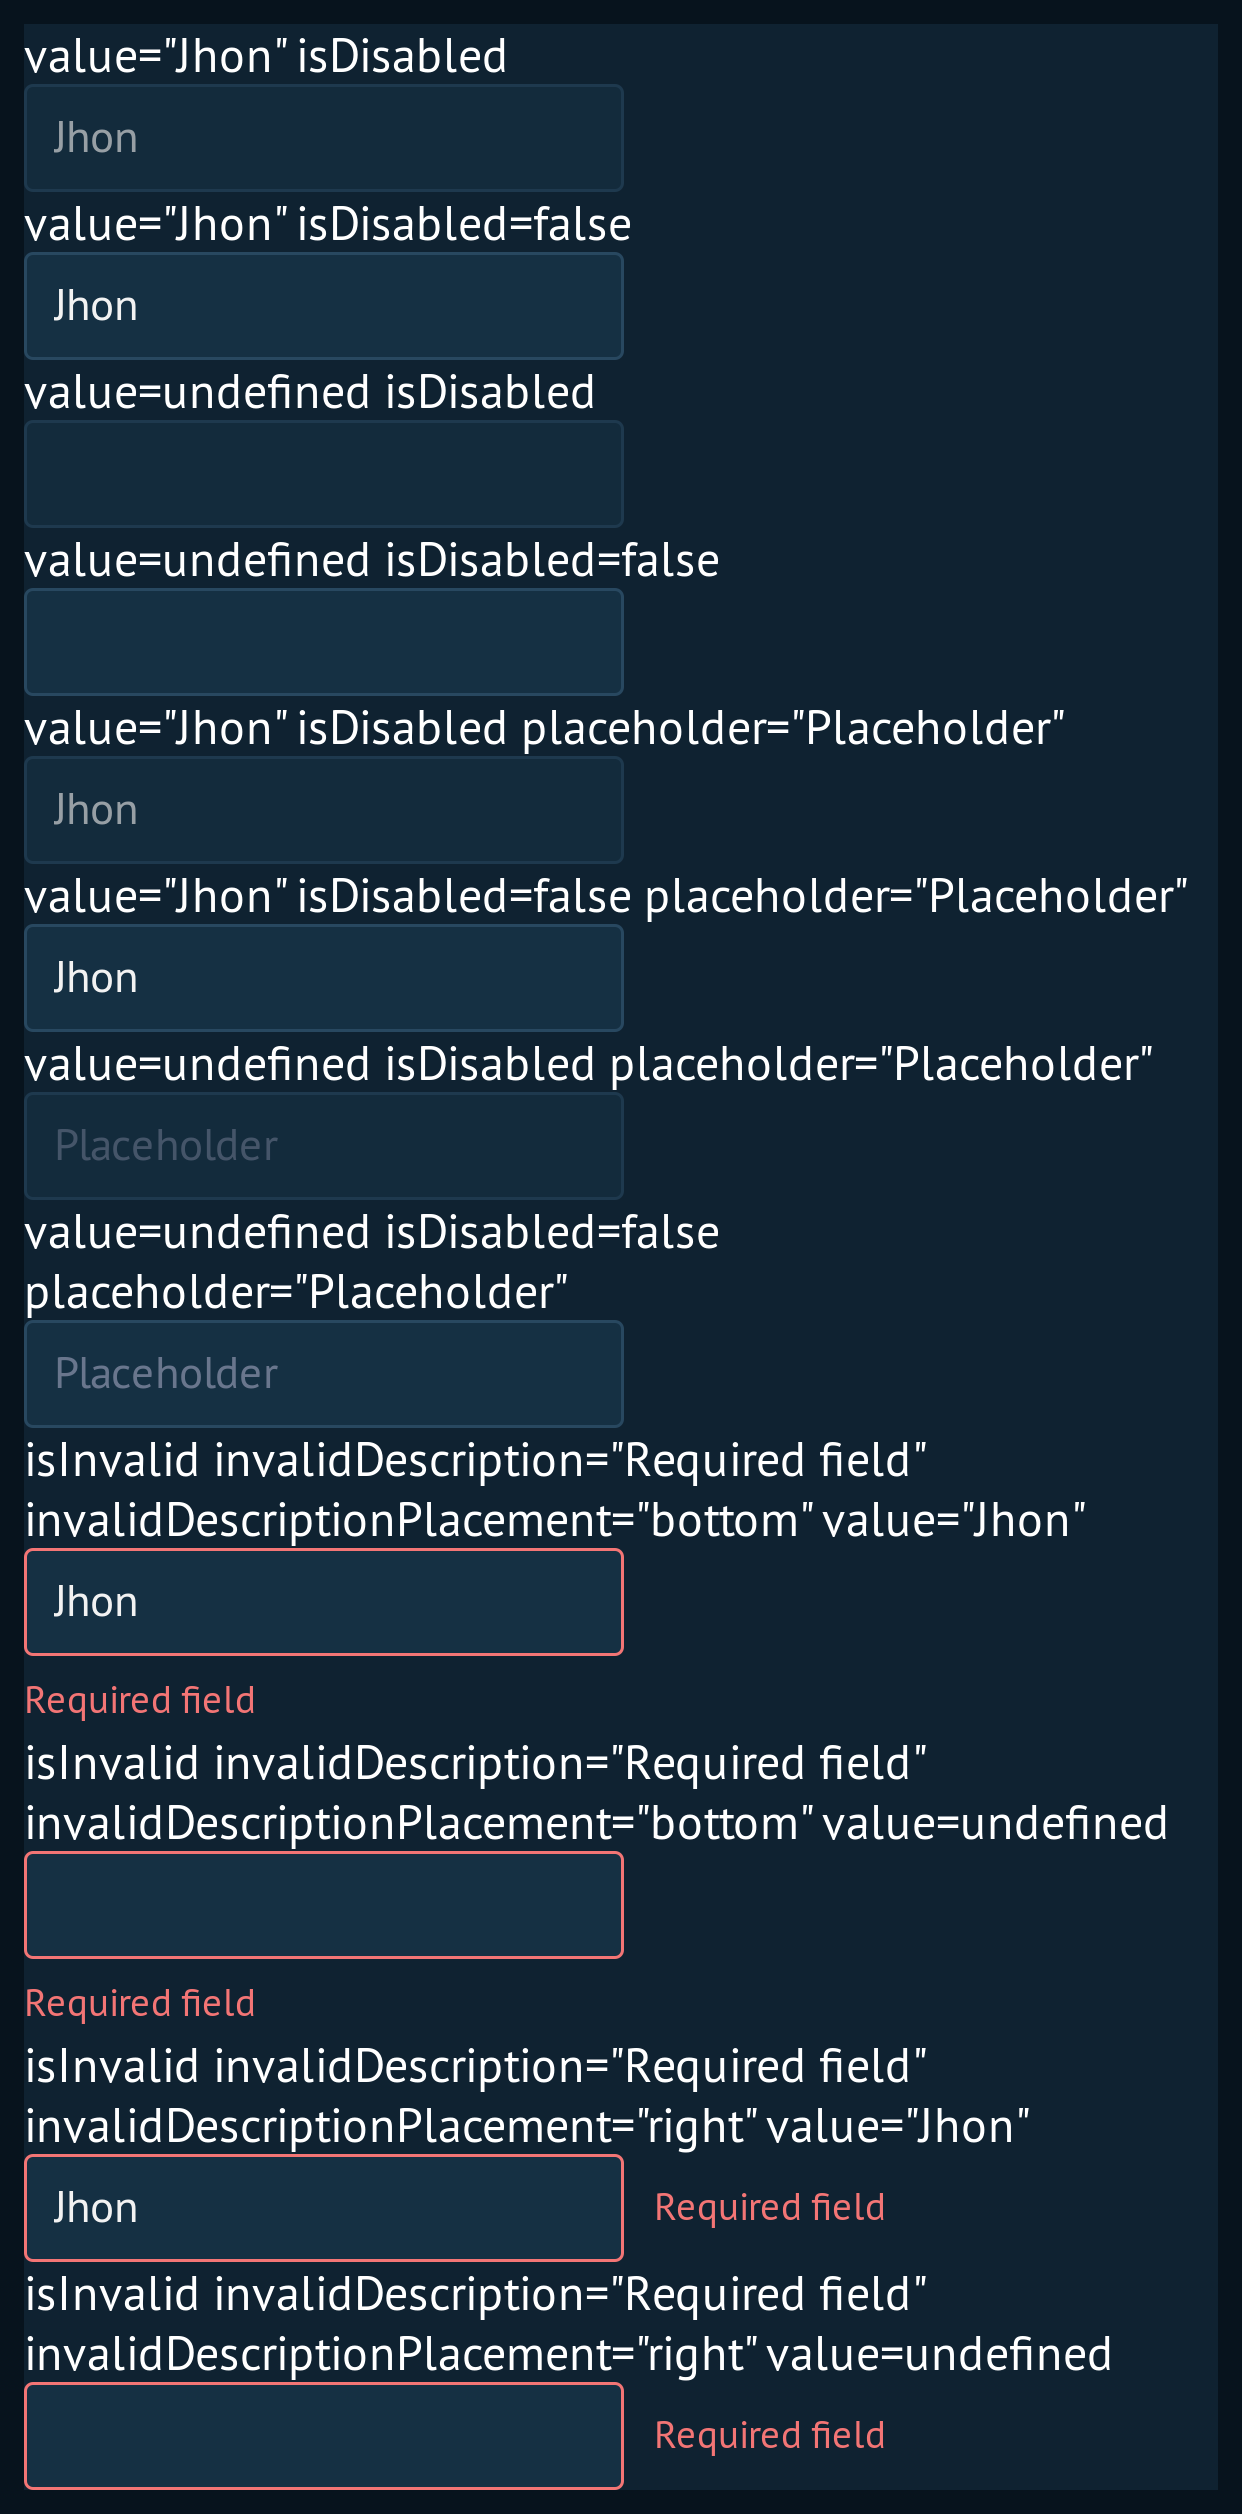 value="Jhon" isDisabled
Jhon
value="Jhon" isDisabled=false
Jhon
value=undefined isDisabled
value=undefined isDisabled=false
value="Jhon" isDisabled placeholder="Placeholder"
Jhon
value="Jhon" isDisabled=false placeholder="Placeholder"
Jhon
value=undefined isDisabled placeholder="Placeholder"
Placeholder
value=undefined isDisabled=false
placeholder="Placeholder"
Placeholder
isInvalid invalidDescription="Required field"
invalidDescriptionPlacement="bottom" value="Jhon"
Jhon
Required field
isInvalid invalidDescription="Required field"
invalidDescriptionPlacement="bottom" value=undefined
Required field
isInvalid invalidDescription="Required field"
invalidDescriptionPlacement="right" value="Jhon"
Jhon Required field
isInvalid invalidDescription="Required field"
invalidDescriptionPlacement="right" value=undefined
Required field